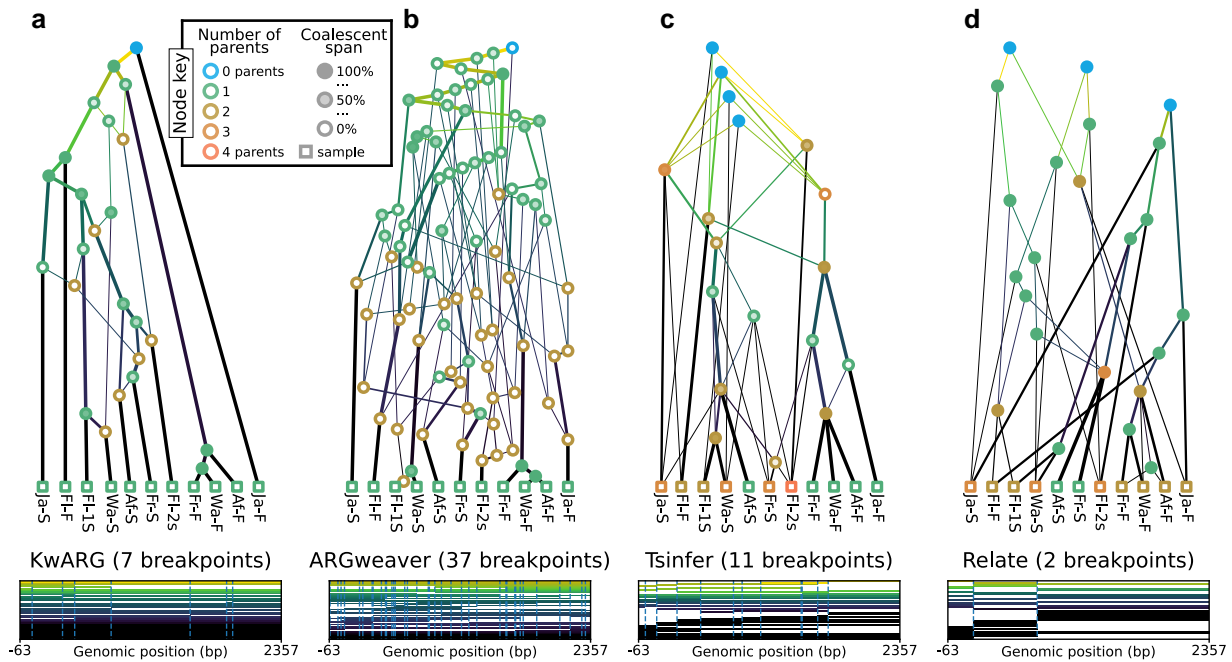 a
b
c
d
Node key
Number of
parents
0 parents
1
2
3
4 parents
Coalescent
span
100%
...
50%
...
0%
sample
Ja-S
Fl-F
Fl-1S
Wa-S
Af-S
Fr-S
Fl-2s
Fr-F
Wa-F
Af-F
Ja-F
Ja-S
Fl-F
Fl-1S
Wa-S
Af-S
Fr-S
Fl-2s
Fr-F
Wa-F
Af-F
Ja-F
Ja-S
Fl-F
Fl-1S
Wa-S
Af-S
Fr-S
Fl-2s
Fr-F
Wa-F
Af-F
Ja-F
Ja-S
Fl-F
Fl-1S
Wa-S
Af-S
Fr-S
Fl-2s
Fr-F
Wa-F
Af-F
Ja-F
KwARG (7 breakpoints)
ARGweaver (37 breakpoints)
Tsinfer (11 breakpoints)
Relate (2 breakpoints)
-63 Genomic position (bp) 2357
-63 Genomic position (bp) 2357
-63 Genomic position (bp) 2357
-63 Genomic position (bp) 2357